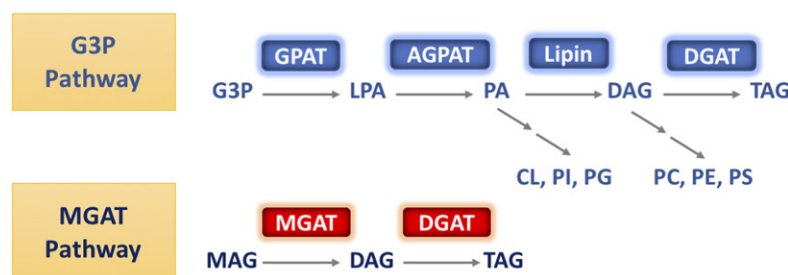 G3P
Pathway
GPAT AGPAT Lipin DGAT
G3P LPA PA DAG TAG
CL, PI, PG PC, PE, PS
MGAT
Pathway
MGAT DGAT
MAG DAG TAG